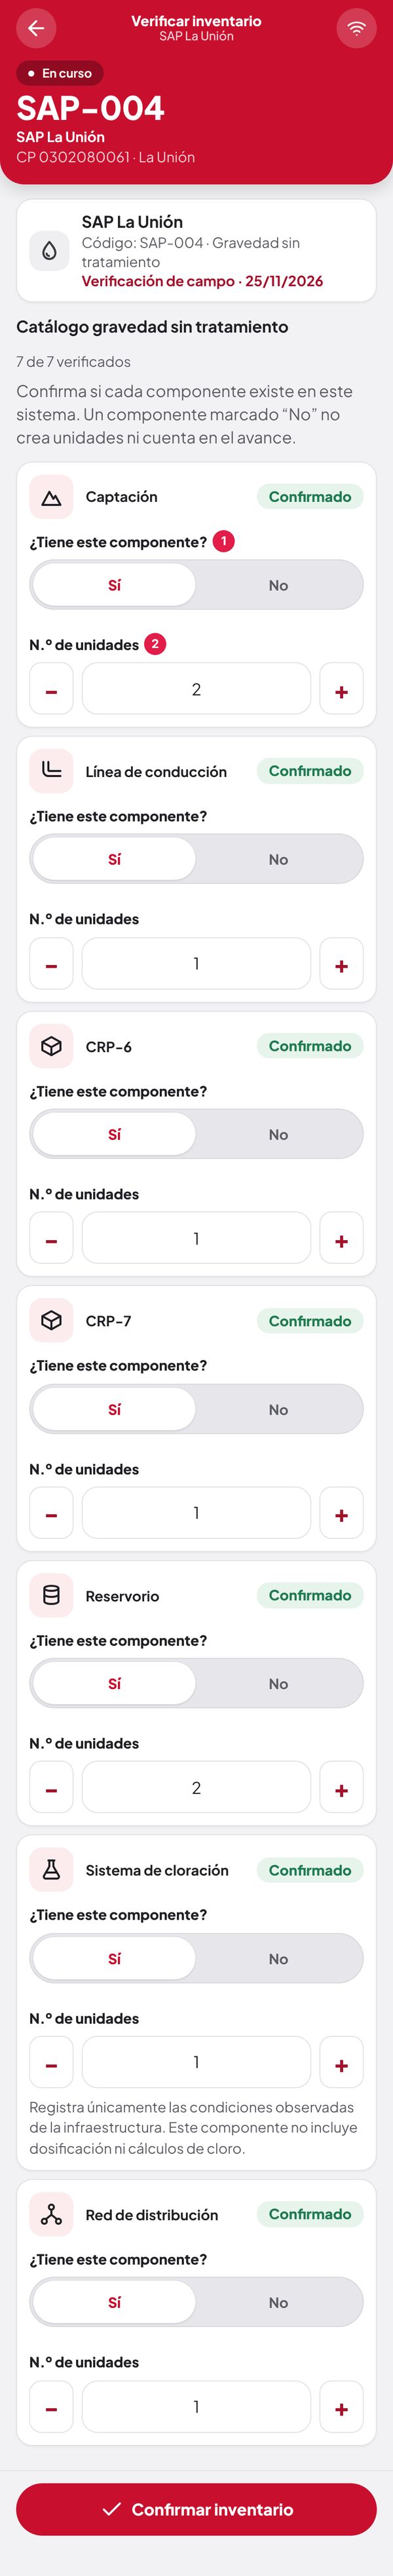 Verificar inventario
SAP La Unión
En curso
SAP-004
SAP La Unión
CP 0302080061 · La Unión
SAP La Unión
Código: SAP-004 · Gravedad sin
tratamiento
Verificación de campo · 25/11/2026
Catálogo gravedad sin tratamiento
7 de 7 verificados
Confirma si cada componente existe en este
sistema. Un componente marcado “No” no
crea unidades ni cuenta en el avance.
Captación
Confirmado
¿Tiene este componente? 1
Sí No
N.º de unidades 2
− 2 +
Línea de conducción
Confirmado
¿Tiene este componente?
Sí No
N.º de unidades
− 1 +
CRP-6
Confirmado
¿Tiene este componente?
Sí No
N.º de unidades
− 1 +
CRP-7
Confirmado
¿Tiene este componente?
Sí No
N.º de unidades
− 1 +
Reservorio
Confirmado
¿Tiene este componente?
Sí No
N.º de unidades
− 2 +
Sistema de cloración
Confirmado
¿Tiene este componente?
Sí No
N.º de unidades
− 1 +
Registra únicamente las condiciones observadas
de la infraestructura. Este componente no incluye
dosificación ni cálculos de cloro.
Red de distribución
Confirmado
¿Tiene este componente?
Sí No
N.º de unidades
− 1 +
Confirmar inventario